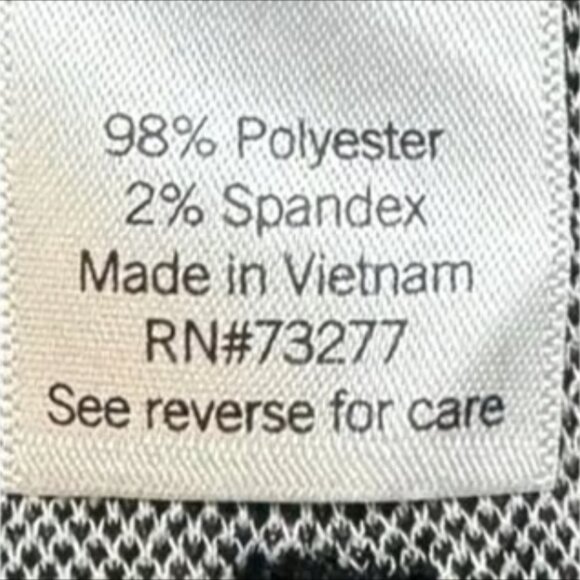 98% Polyester
2% Spandex
Made in Vietnam
RN#73277
See reverse for care